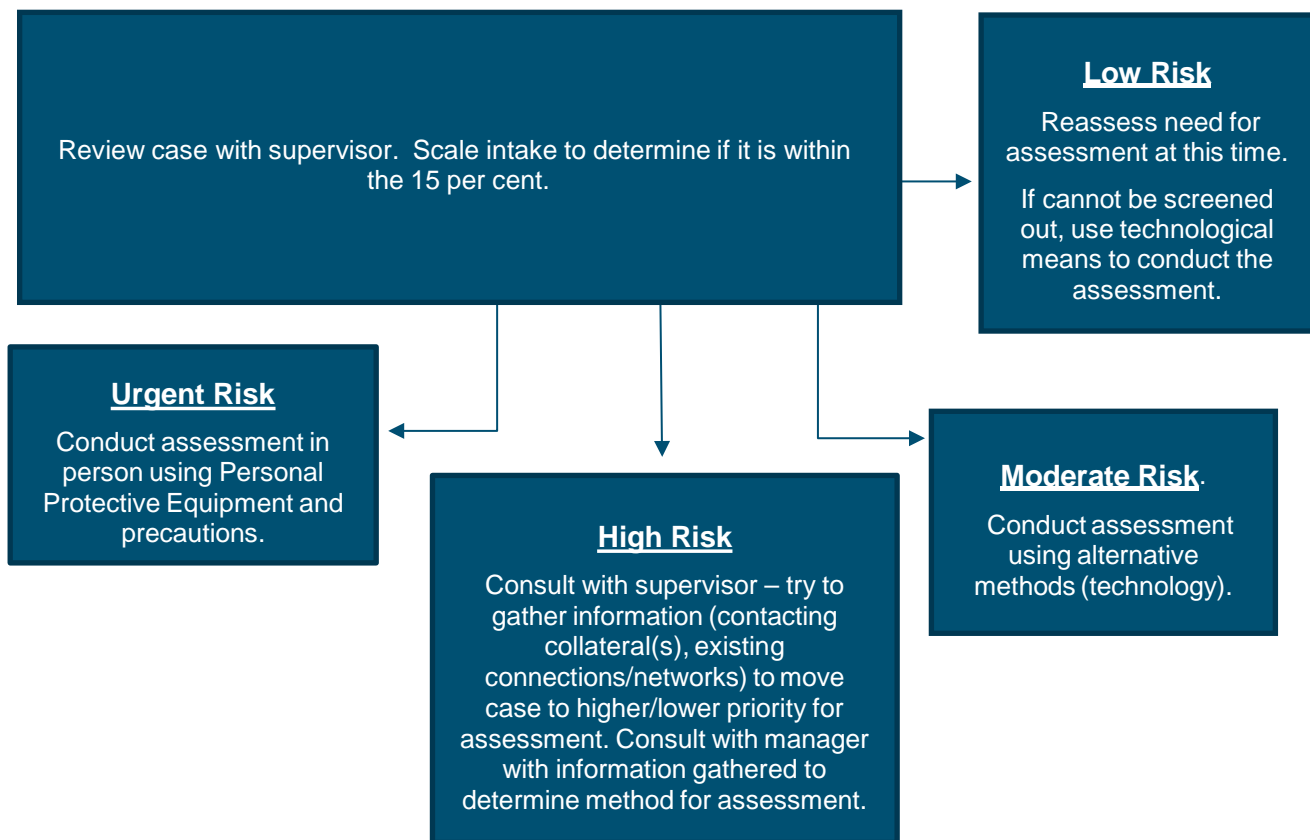 Review case with supervisor.  Scale intake to determine if it is within
the 15 per cent.
Low Risk
Reassess need for
assessment at this time.
If cannot be screened
out, use technological
means to conduct the
assessment.
Urgent Risk
Conduct assessment in
person using Personal
Protective Equipment and
precautions.
High Risk
Consult with supervisor – try to
gather information (contacting
collateral(s), existing
connections/networks) to move
case to higher/lower priority for
assessment. Consult with manager
with information gathered to
determine method for assessment.
Moderate Risk.
Conduct assessment
using alternative
methods (technology).